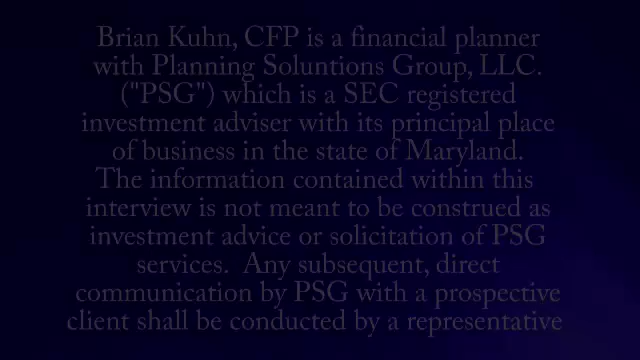 Brian Kuhn, CFP is a financial planner
with Planning Soluntions Group, LLC.
("PSG") which is a SEC registered
investment adviser with its principal place
of business in the state of Maryland.
The information contained within this
interview is not meant to be construed as
investment advice or solicitation of PSG
services. Any subsequent, direct
communication by PSG with a prospective
client shall be conducted by a representative